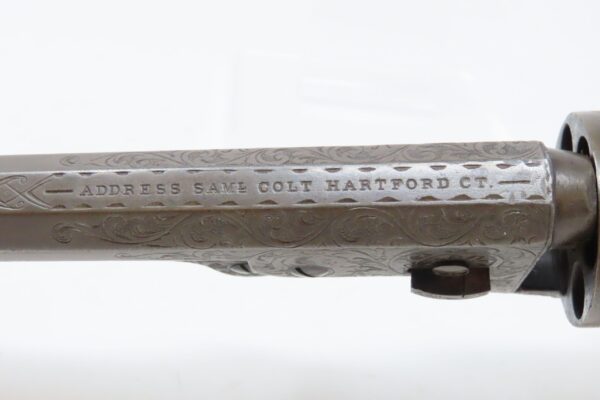 — ADDRESS SAML COLT HARTFORD CT. —